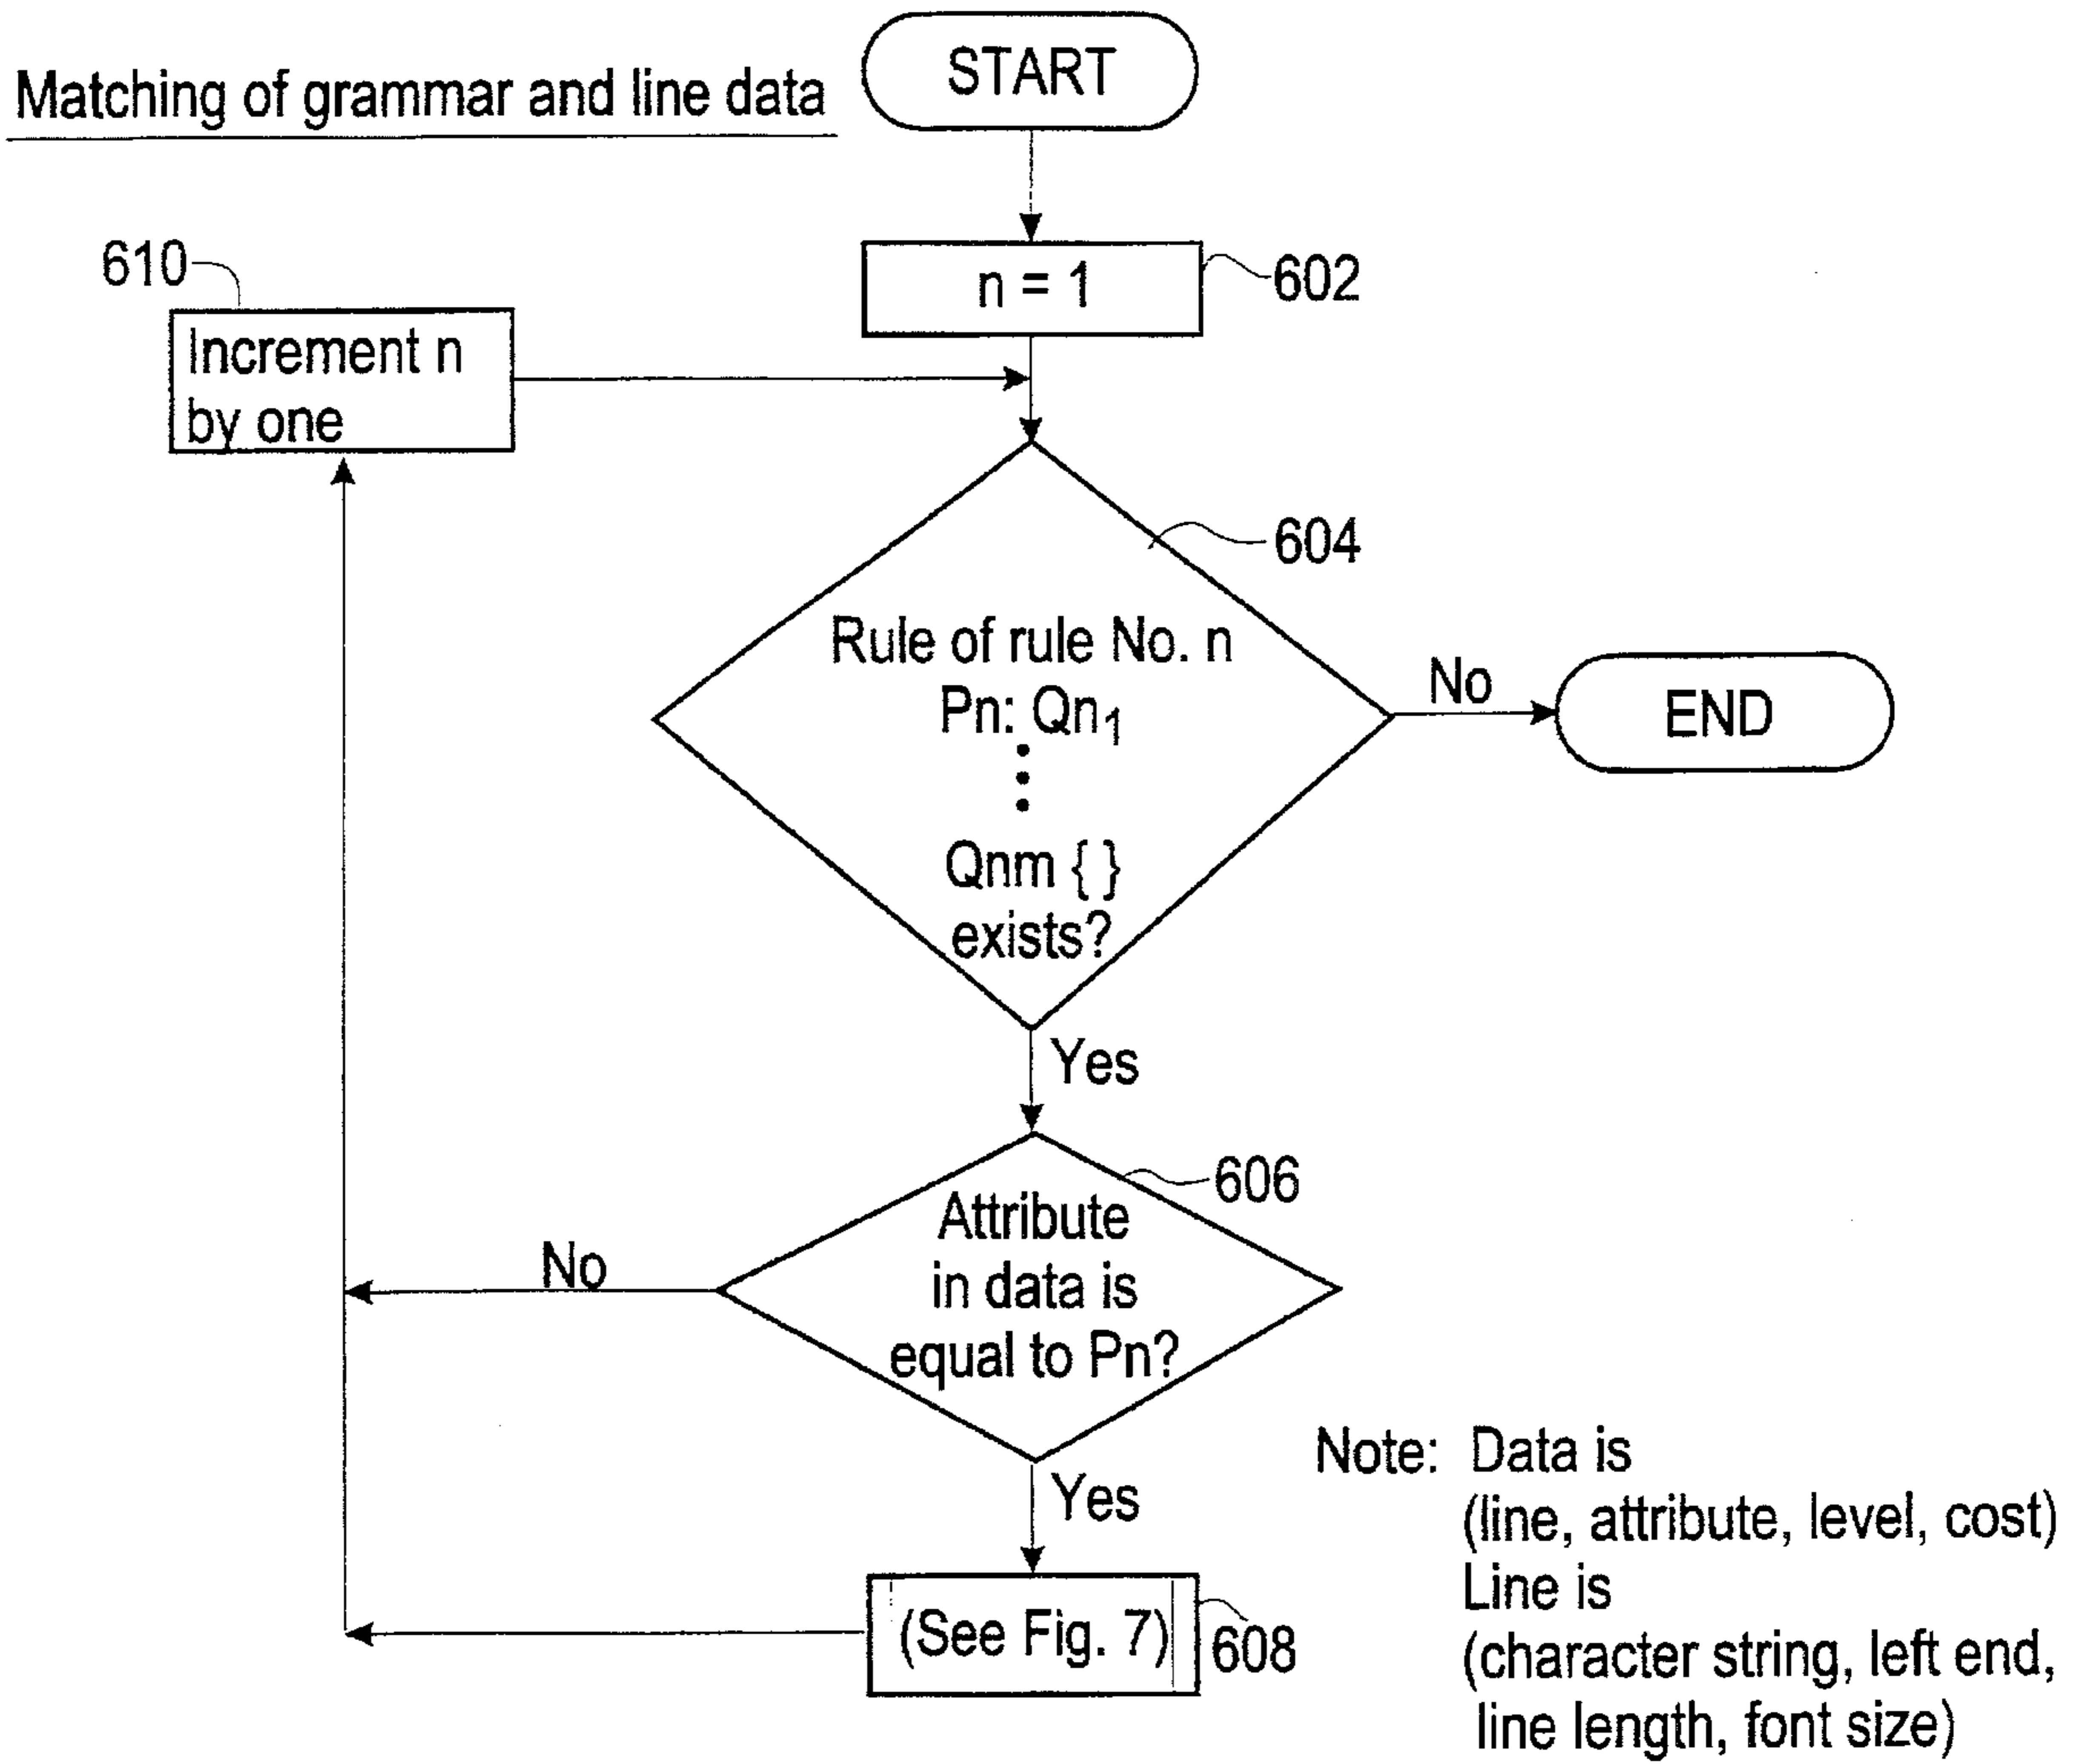 Matching of grammar and line data
START
n = 1
602
610
Increment n
by one
604
Rule of rule No. n
Pn: Qn1
Qnm { }
exists?
No
END
Yes
606
Attribute
in data is
equal to Pn?
No
Yes
(See Fig. 7)
608
Note: Data is
(line, attribute, level, cost)
Line is
(character string, left end,
line length, font size)